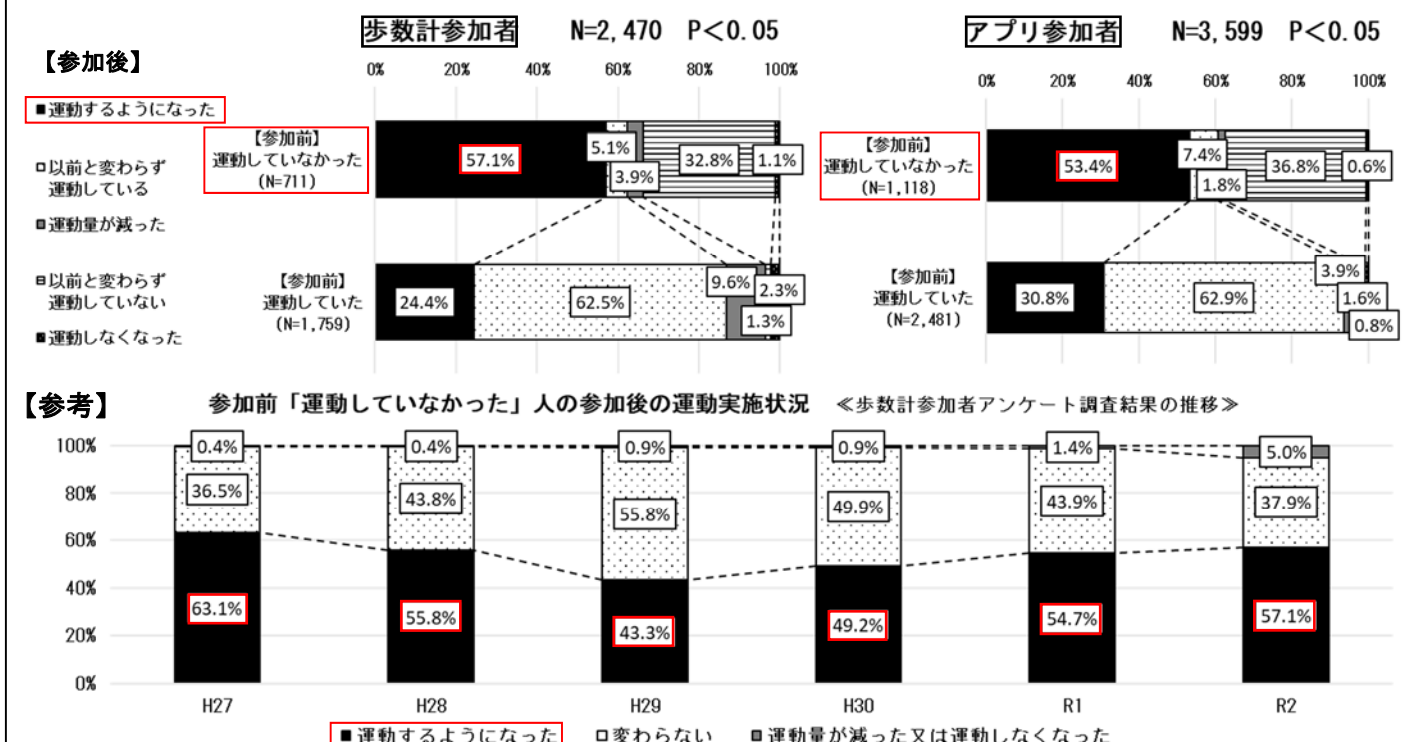 歩数計参加者 N=2,470 P<0.05
アプリ参加者 N=3,599 P<0.05
【参加後】
0% 20% 40% 60% 80% 100%
0% 20% 40% 60% 80% 100%
■運動するようになった
□以前と変わらず
運動している
■運動量が減った
■以前と変わらず
運動していない
■運動しなくなった
【参加前】
運動していなかった
(N=711)
57.1%
5.1%
3.9%
32.8%
1.1%
【参加前】
運動していた
(N=1,759)
24.4%
62.5%
9.6%
2.3%
1.3%
【参加前】
運動していなかった
(N=1,118)
53.4%
7.4%
1.8%
36.8%
0.6%
【参加前】
運動していた
(N=2,481)
30.8%
62.9%
3.9%
1.6%
0.8%
【参考】 参加前「運動していなかった」人の参加後の運動実施状況 ≪歩数計参加者アンケート調査結果の推移≫
100%
80%
60%
40%
20%
0%
0.4% 0.4% 0.9% 0.9% 1.4% 5.0%
36.5% 43.8% 55.8% 49.9% 43.9% 37.9%
63.1% 55.8% 43.3% 49.2% 54.7% 57.1%
H27 H28 H29 H30 R1 R2
■運動するようになった □変わらない ■運動量が減った又は運動しなくなった